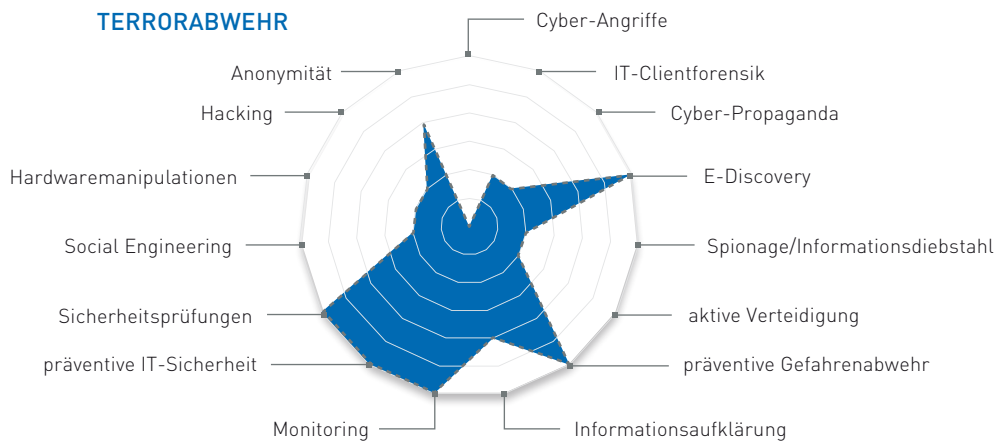 TERRORABWEHR
Cyber-Angriffe
IT-Clientforensik
Cyber-Propaganda
E-Discovery
Spionage/Informationsdiebstahl
aktive Verteidigung
präventive Gefahrenabwehr
Informationsaufklärung
Monitoring
präventive IT-Sicherheit
Sicherheitsprüfungen
Social Engineering
Hardwaremanipulationen
Hacking
Anonymität